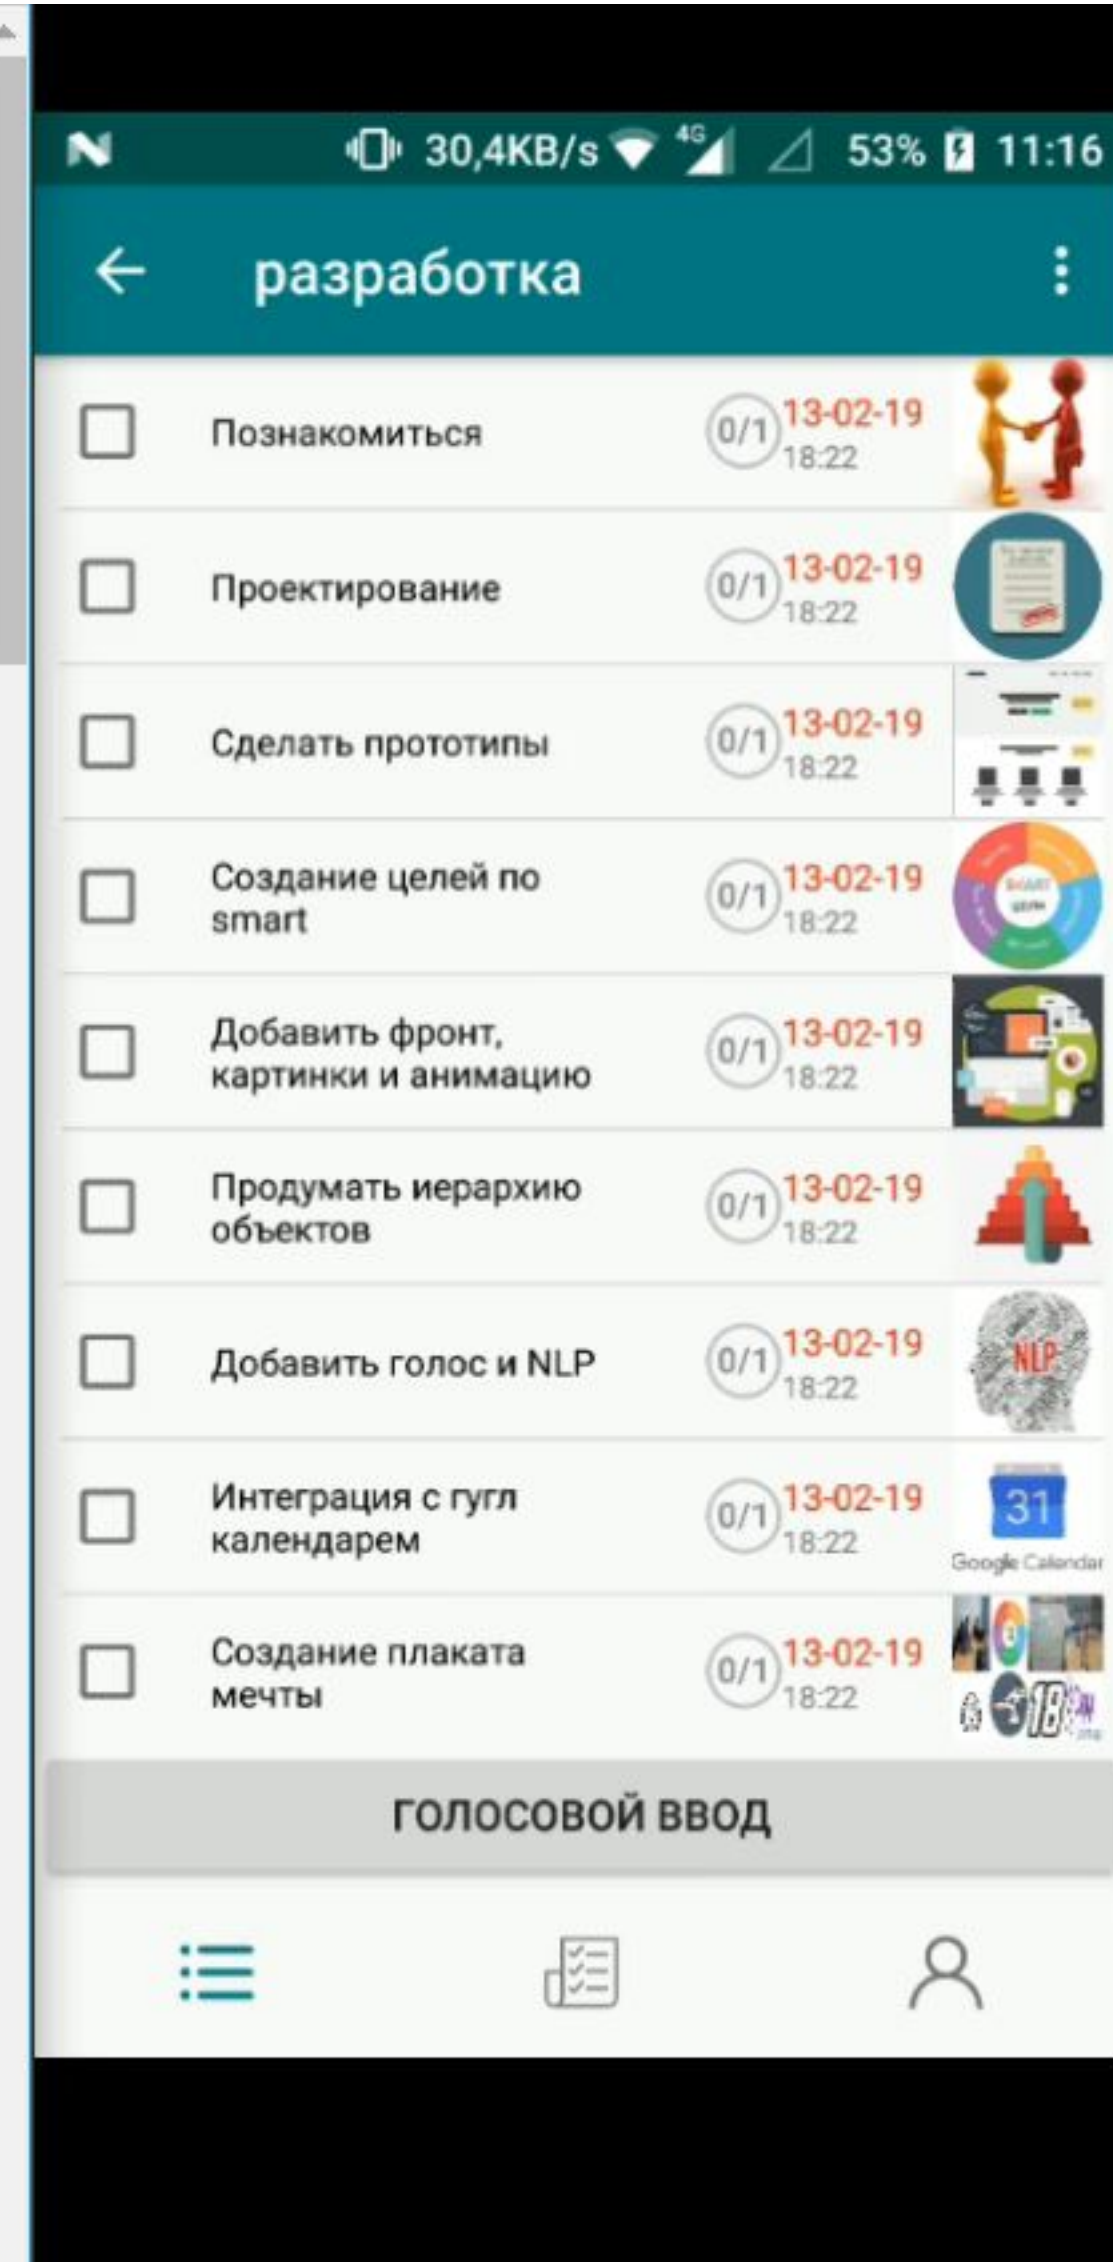 30,4KB/s 4G 53% 11:16
разработка
Познакомиться 0/1 13-02-19
18:22
Проектирование 0/1 13-02-19
18:22
Сделать прототипы 0/1 13-02-19
18:22
Создание целей по
smart
0/1 13-02-19
18:22
SMART
ЦЕЛИ
Добавить фронт,
картинки и анимацию
0/1 13-02-19
18:22
Продумать иерархию
объектов
0/1 13-02-19
18:22
Добавить голос и NLP 0/1 13-02-19
18:22
NLP
Интеграция с гугл
календарем
0/1 13-02-19
18:22
31
Google Calendar
Создание плаката
мечты
0/1 13-02-19
18:22
18
ГОЛОСОВОЙ ВВОД